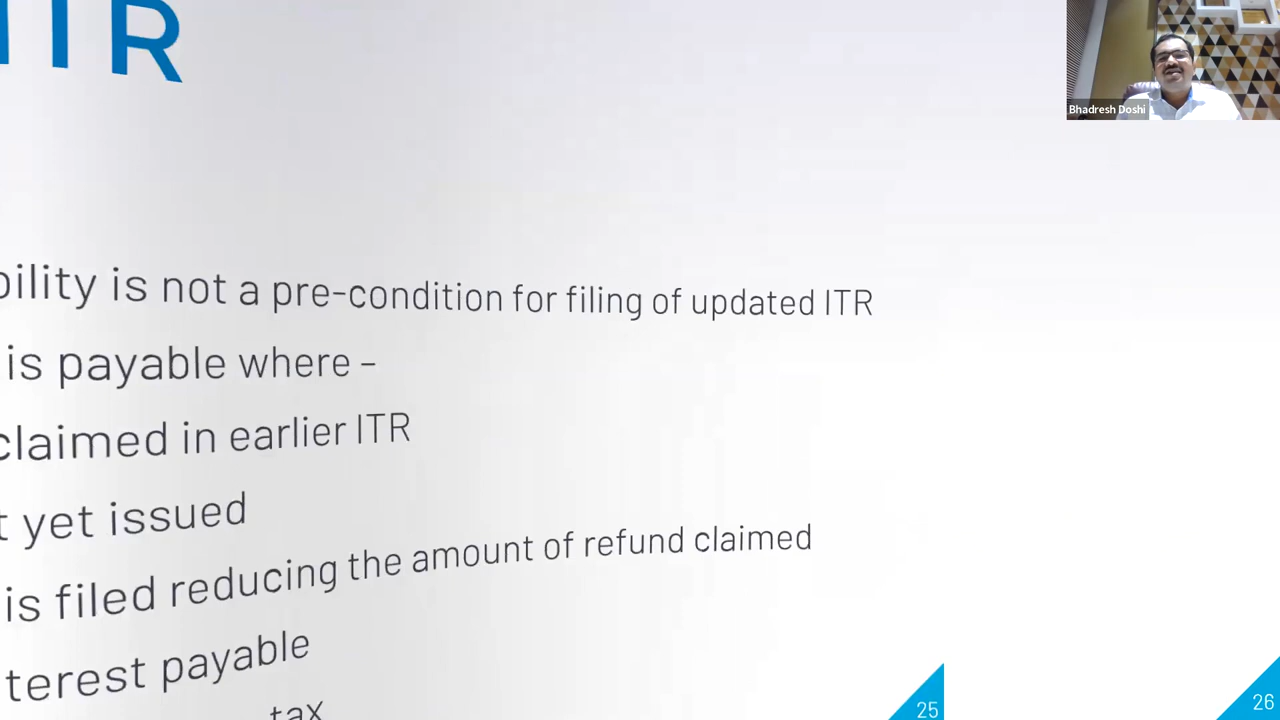 ITR
Bhadresh Doshi
bility is not a pre-condition for filing of updated ITR
is payable where –
claimed in earlier ITR
t yet issued
is filed reducing the amount of refund claimed
terest payable
tax
25
26